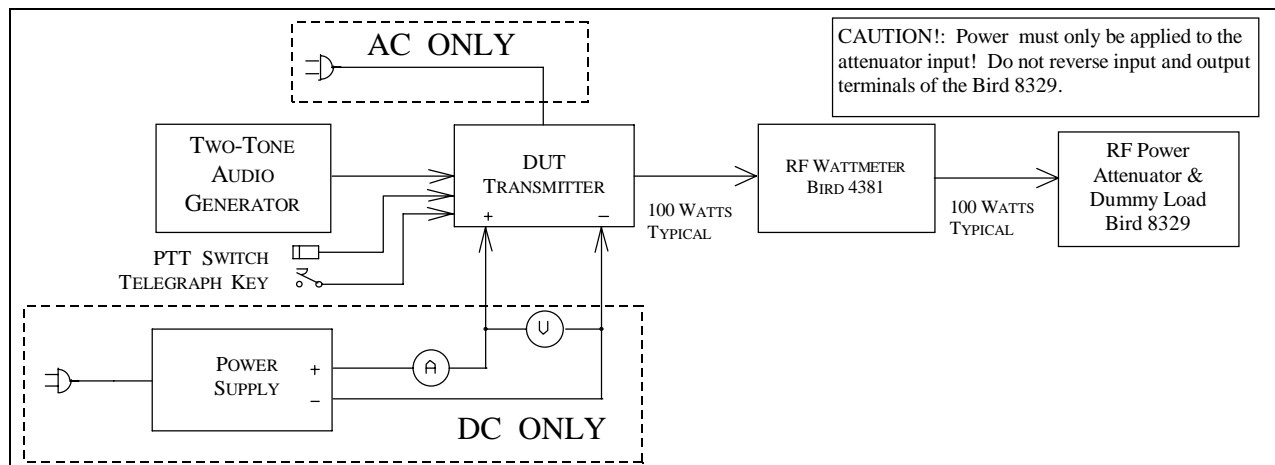 AC ONLY
CAUTION!: Power must only be applied to the
attenuator input! Do not reverse input and output
terminals of the Bird 8329.
TWO-TONE
AUDIO
GENERATOR
DUT
TRANSMITTER
+ −
RF WATTMETER
BIRD 4381
RF Power
Attenuator &
Dummy Load
Bird 8329
100 WATTS
TYPICAL
100 WATTS
TYPICAL
PTT SWITCH
TELEGRAPH KEY
V
A
POWER
SUPPLY
+
−
DC ONLY